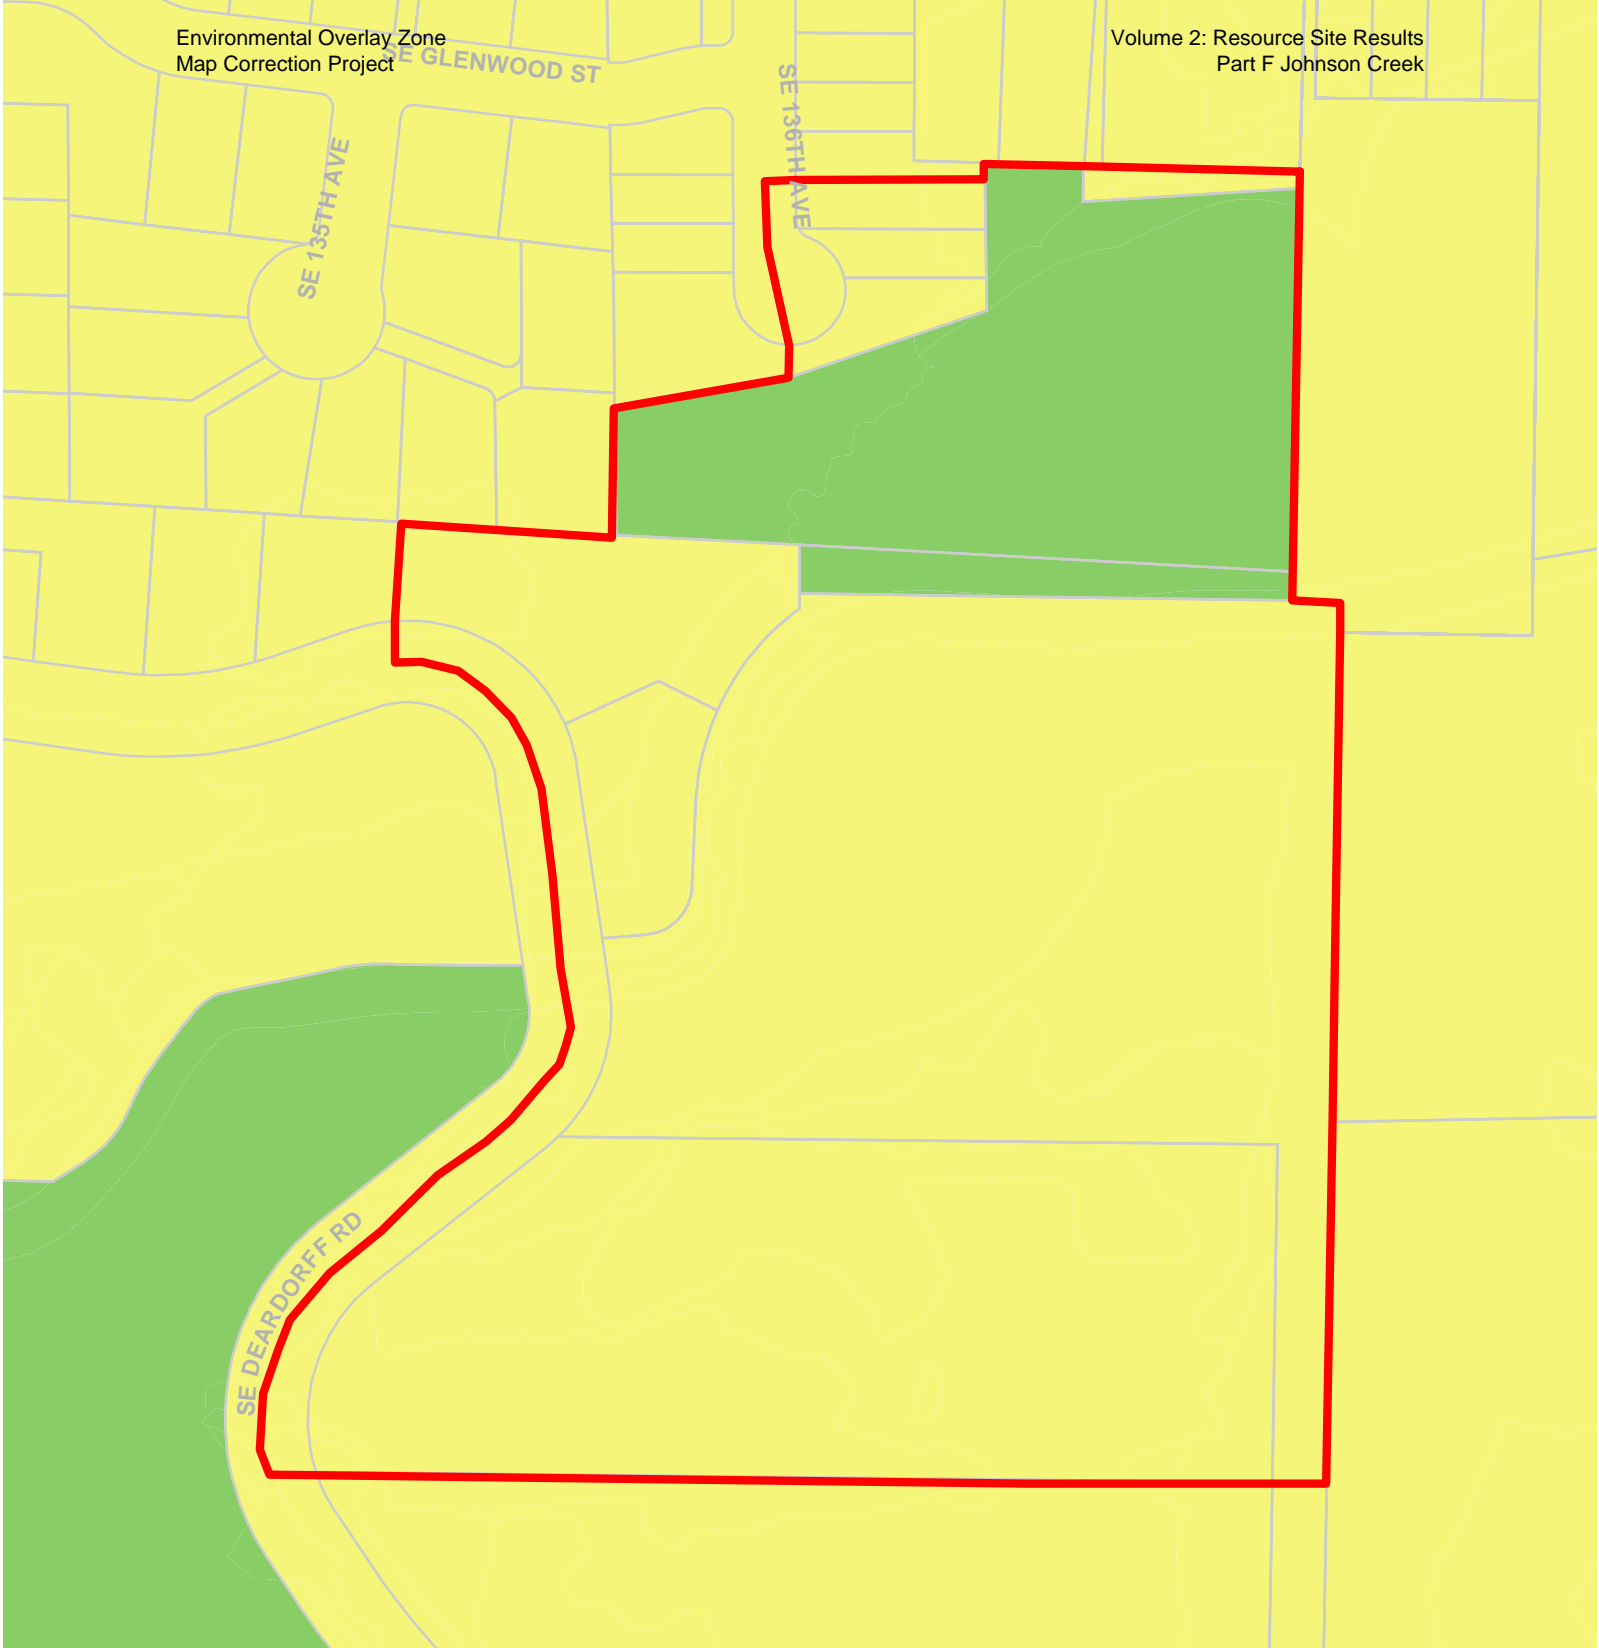 Environmental Overlay Zone
Map Correction Project
Volume 2: Resource Site Results
Part F Johnson Creek
SE GLENWOOD ST
SE 136TH AVE
SE 135TH AVE
SE DEARDORFF RD